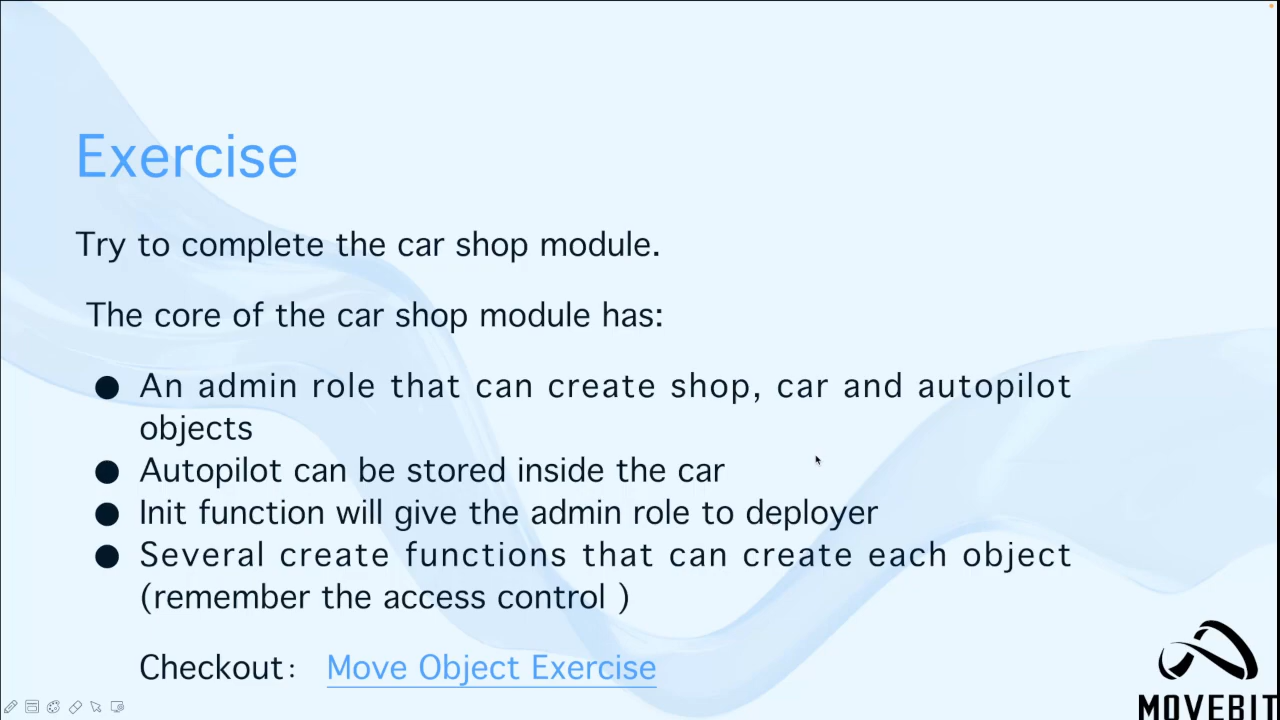 Exercise
Try to complete the car shop module.
The core of the car shop module has:
● An admin role that can create shop, car and autopilot
objects
● Autopilot can be stored inside the car
● Init function will give the admin role to deployer
● Several create functions that can create each object
(remember the access control )
Checkout： Move Object Exercise
MOVEBIT